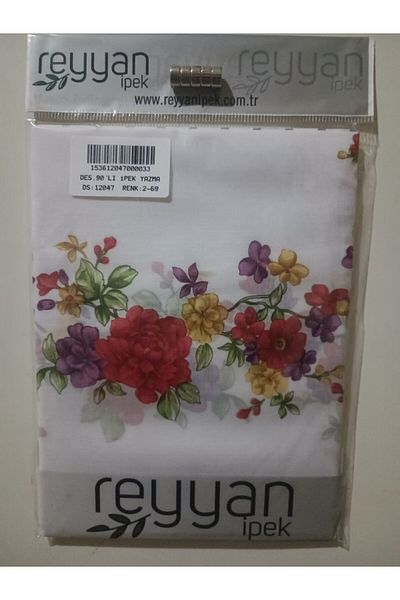 reyyan
ipek
reyyan
ipek
www.reyyanipek.com.tr
153612047000033
DES.90'LI İPEK YAZMA
DS:12047 RENK:2-69
reyyan
ipek